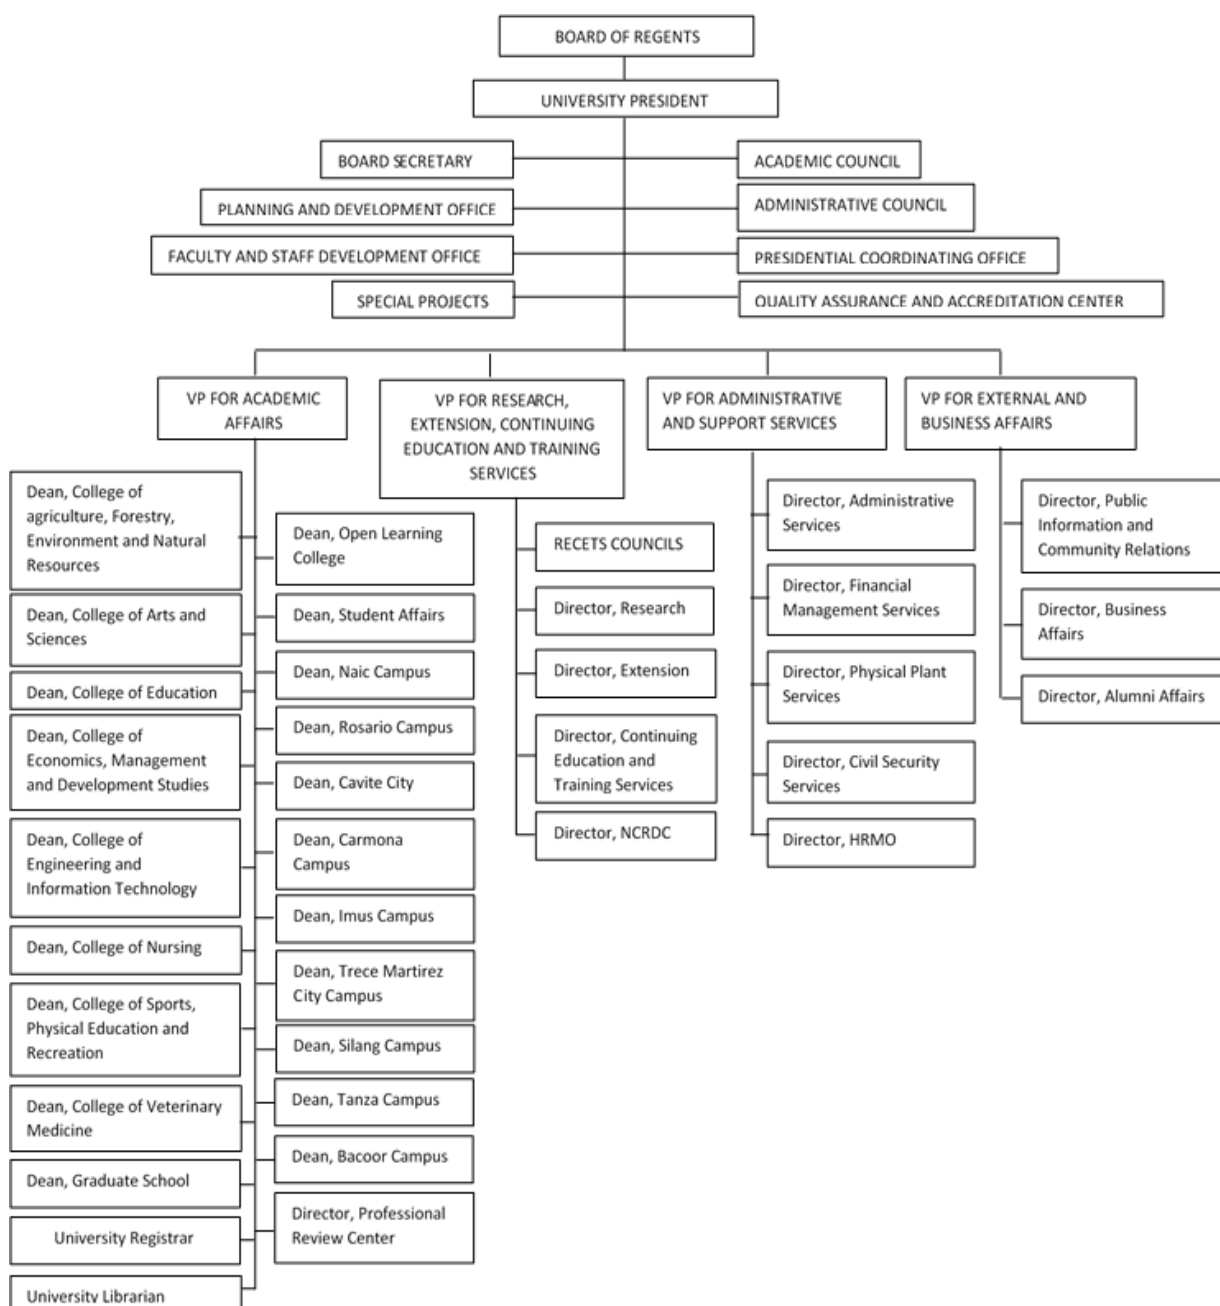 BOARD OF REGENTS
UNIVERSITY PRESIDENT
BOARD SECRETARY
ACADEMIC COUNCIL
PLANNING AND DEVELOPMENT OFFICE
ADMINISTRATIVE COUNCIL
FACULTY AND STAFF DEVELOPMENT OFFICE
PRESIDENTIAL COORDINATING OFFICE
SPECIAL PROJECTS
QUALITY ASSURANCE AND ACCREDITATION CENTER
VP FOR ACADEMIC
AFFAIRS
VP FOR RESEARCH,
EXTENSION, CONTINUING
EDUCATION AND TRAINING
SERVICES
VP FOR ADMINISTRATIVE
AND SUPPORT SERVICES
VP FOR EXTERNAL AND
BUSINESS AFFAIRS
Dean, College of
agriculture, Forestry,
Environment and Natural
Resources
Dean, College of Arts and
Sciences
Dean, College of Education
Dean, College of
Economics, Management
and Development Studies
Dean, College of
Engineering and
Information Technology
Dean, College of Nursing
Dean, College of Sports,
Physical Education and
Recreation
Dean, College of Veterinary
Medicine
Dean, Graduate School
University Registrar
University Librarian
Dean, Open Learning
College
Dean, Student Affairs
Dean, Naic Campus
Dean, Rosario Campus
Dean, Cavite City
Dean, Carmona
Campus
Dean, Imus Campus
Dean, Trece Martirez
City Campus
Dean, Silang Campus
Dean, Tanza Campus
Dean, Bacoor Campus
Director, Professional
Review Center
RECETS COUNCILS
Director, Research
Director, Extension
Director, Continuing
Education and
Training Services
Director, NCRDC
Director, Administrative
Services
Director, Financial
Management Services
Director, Physical Plant
Services
Director, Civil Security
Services
Director, HRMO
Director, Public
Information and
Community Relations
Director, Business
Affairs
Director, Alumni Affairs